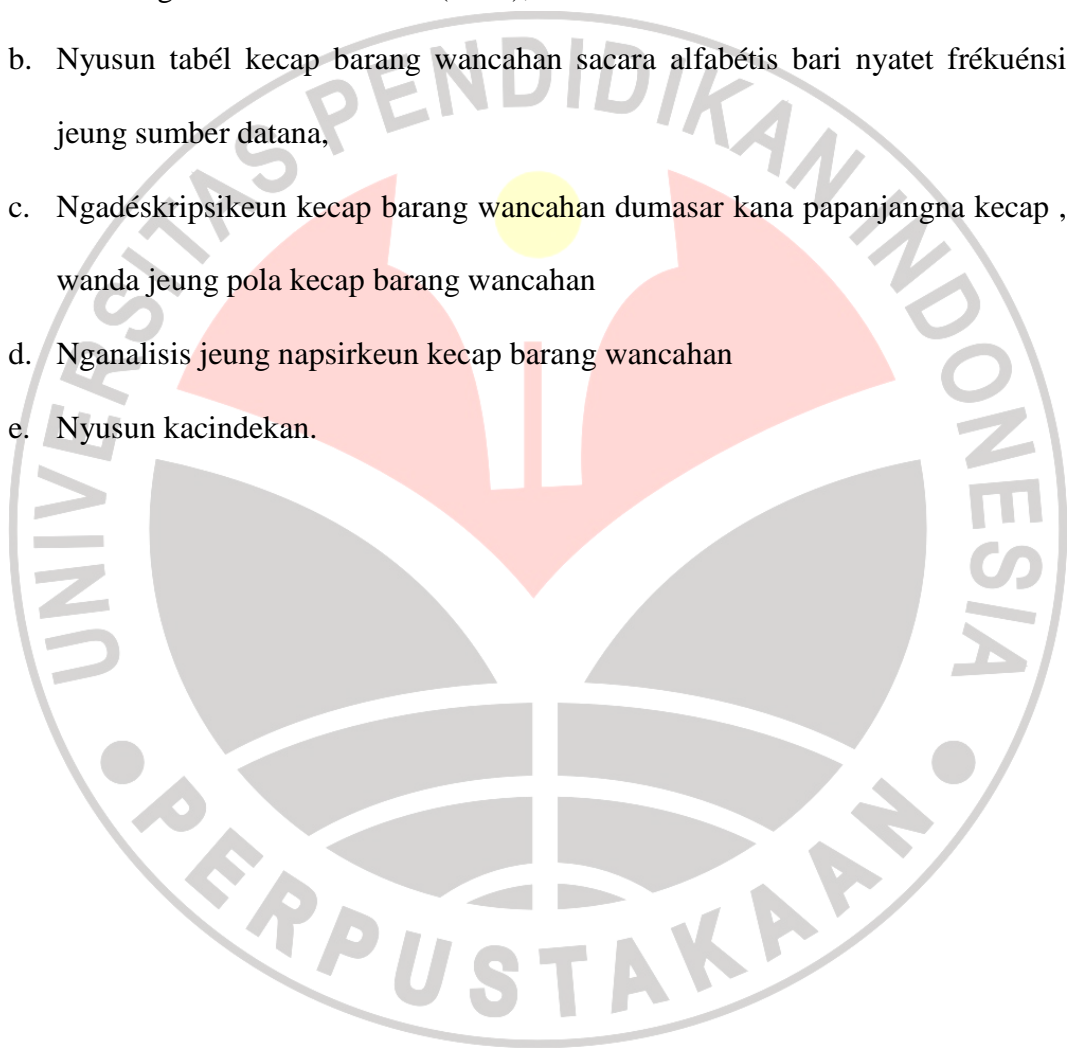 b. Nyusun tabél kecap barang wancahan sacara alfabétis bari nyatet frékuénsi
jeung sumber datana,
c. Ngadéskripsikeun kecap barang wancahan dumasar kana papanjangna kecap ,
wanda jeung pola kecap barang wancahan
d. Nganalisis jeung napsirkeun kecap barang wancahan
e. Nyusun kacindekan.
UNIVERSITAS PENDIDIKAN INDONESIA
PERPUSTAKAAN